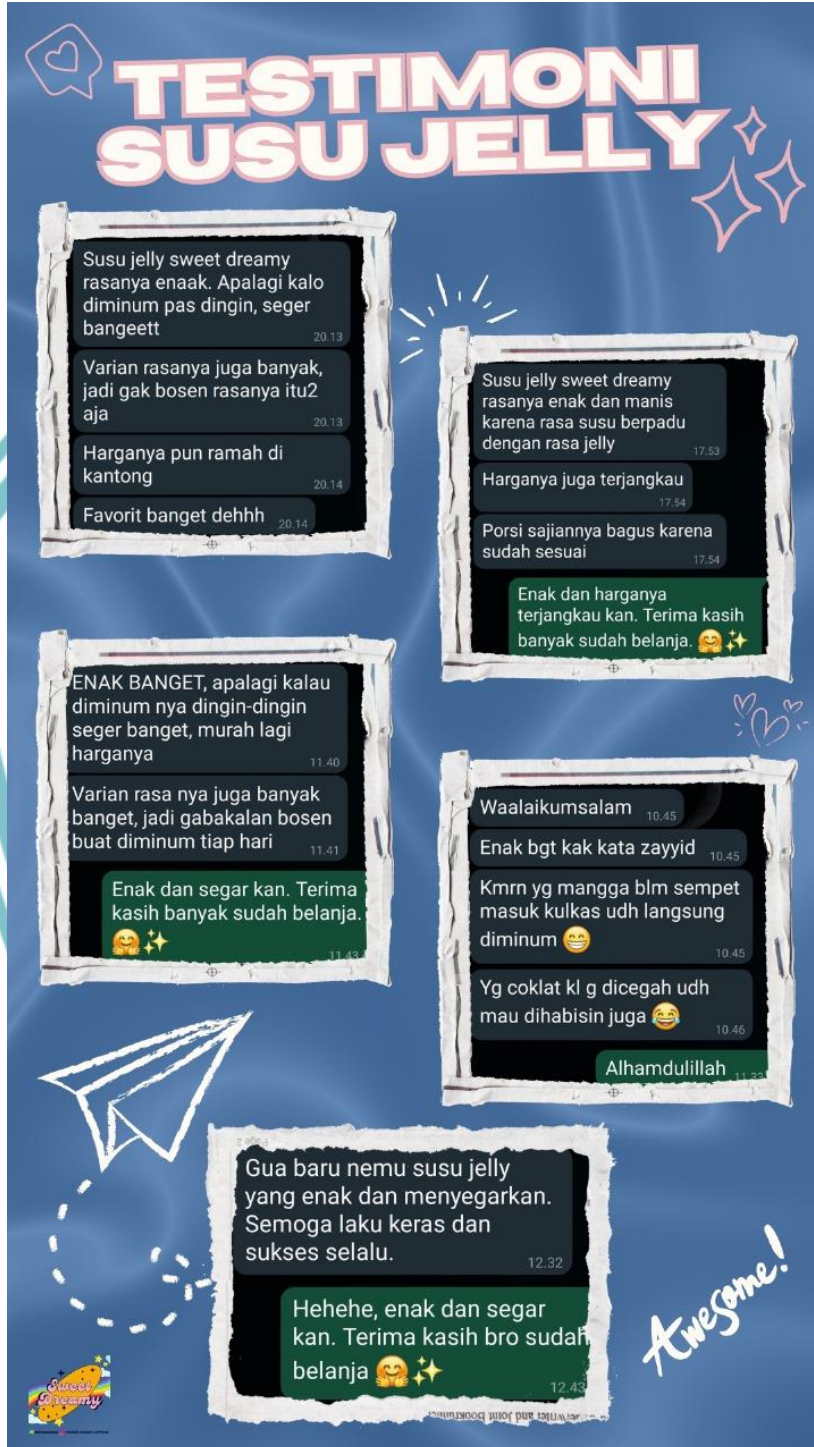 TESTIMONI
SUSU JELLY
Susu jelly sweet dreamy
rasanya enaak. Apalagi kalo
diminum pas dingin, seger
bangeett
20.13
Varian rasanya juga banyak,
jadi gak bosen rasanya itu2
aja
20.13
Harganya pun ramah di
kantong
20.14
Favorit banget dehhh 20.14
Susu jelly sweet dreamy
rasanya enak dan manis
karena rasa susu berpadu
dengan rasa jelly
17.53
Harganya juga terjangkau
17.54
Porsi sajiannya bagus karena
sudah sesuai
17.54
Enak dan harganya
terjangkau kan. Terima kasih
banyak sudah belanja. 🤗✨
ENAK BANGET, apalagi kalau
diminum nya dingin-dingin
seger banget, murah lagi
harganya
11.40
Varian rasa nya juga banyak
banget, jadi gabakalan bosen
buat diminum tiap hari
11.41
Enak dan segar kan. Terima
kasih banyak sudah belanja.
🤗✨
11.43
Waalaikumsalam 10.45
Enak bgt kak kata zayyid 10.45
Kmrn yg mangga blm sempet
masuk kulkas udh langsung
diminum 😁
10.45
Yg coklat kl g dicegah udh
mau dihabisin juga 😂
10.46
Alhamdulillah 11.33
Gua baru nemu susu jelly
yang enak dan menyegarkan.
Semoga laku keras dan
sukses selalu.
12.32
Hehehe, enak dan segar
kan. Terima kasih bro sudah
belanja 🤗✨
12.43
Awesome!
Sweet
Dreamy
and Joint